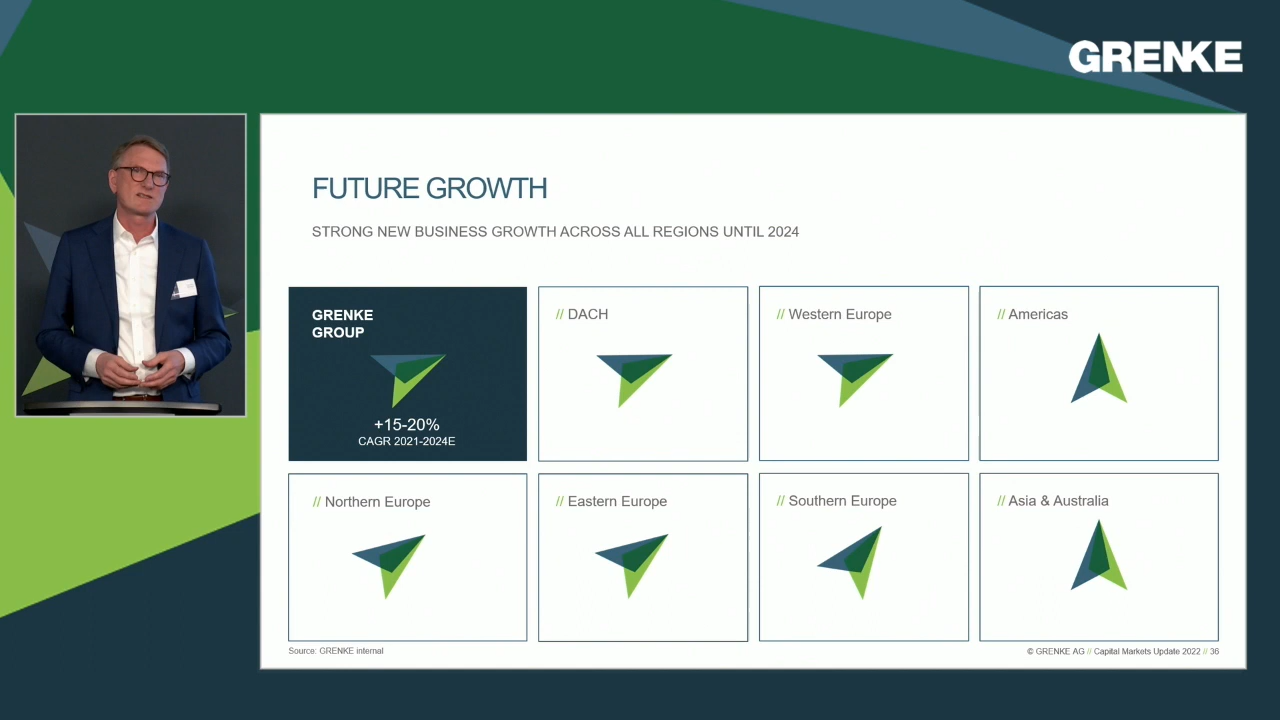 GRENKE
FUTURE GROWTH
STRONG NEW BUSINESS GROWTH ACROSS ALL REGIONS UNTIL 2024
GRENKE
GROUP
+15-20%
CAGR 2021-2024E
// DACH
// Western Europe
// Americas
// Northern Europe
// Eastern Europe
// Southern Europe
// Asia & Australia
Source: GRENKE internal
© GRENKE AG // Capital Markets Update 2022 // 36